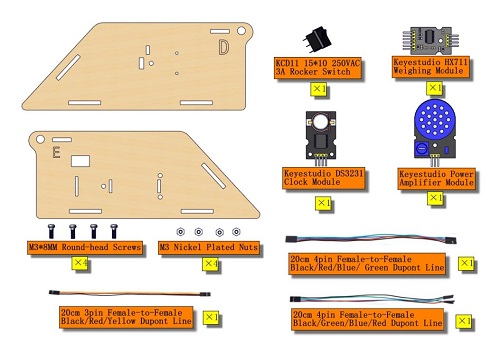 D
KCD11 15*10 250VAC
3A Rocker Switch
×1
Keyestudio HX711
Weighing Module
×1
E
Keyestudio DS3231
Clock Module
×1
Keyestudio Power
Amplifier Module
×1
M3*8MM Round-head Screws
×4
M3 Nickel Plated Nuts
×4
20cm 4pin Female-to-Female
Black/Red/Blue/ Green Dupont Line
×1
20cm 3pin Female-to-Female
Black/Red/Yellow Dupont Line
×1
20cm 4pin Female-to-Female
Black/Green/Blue/Red Dupont Line
×1